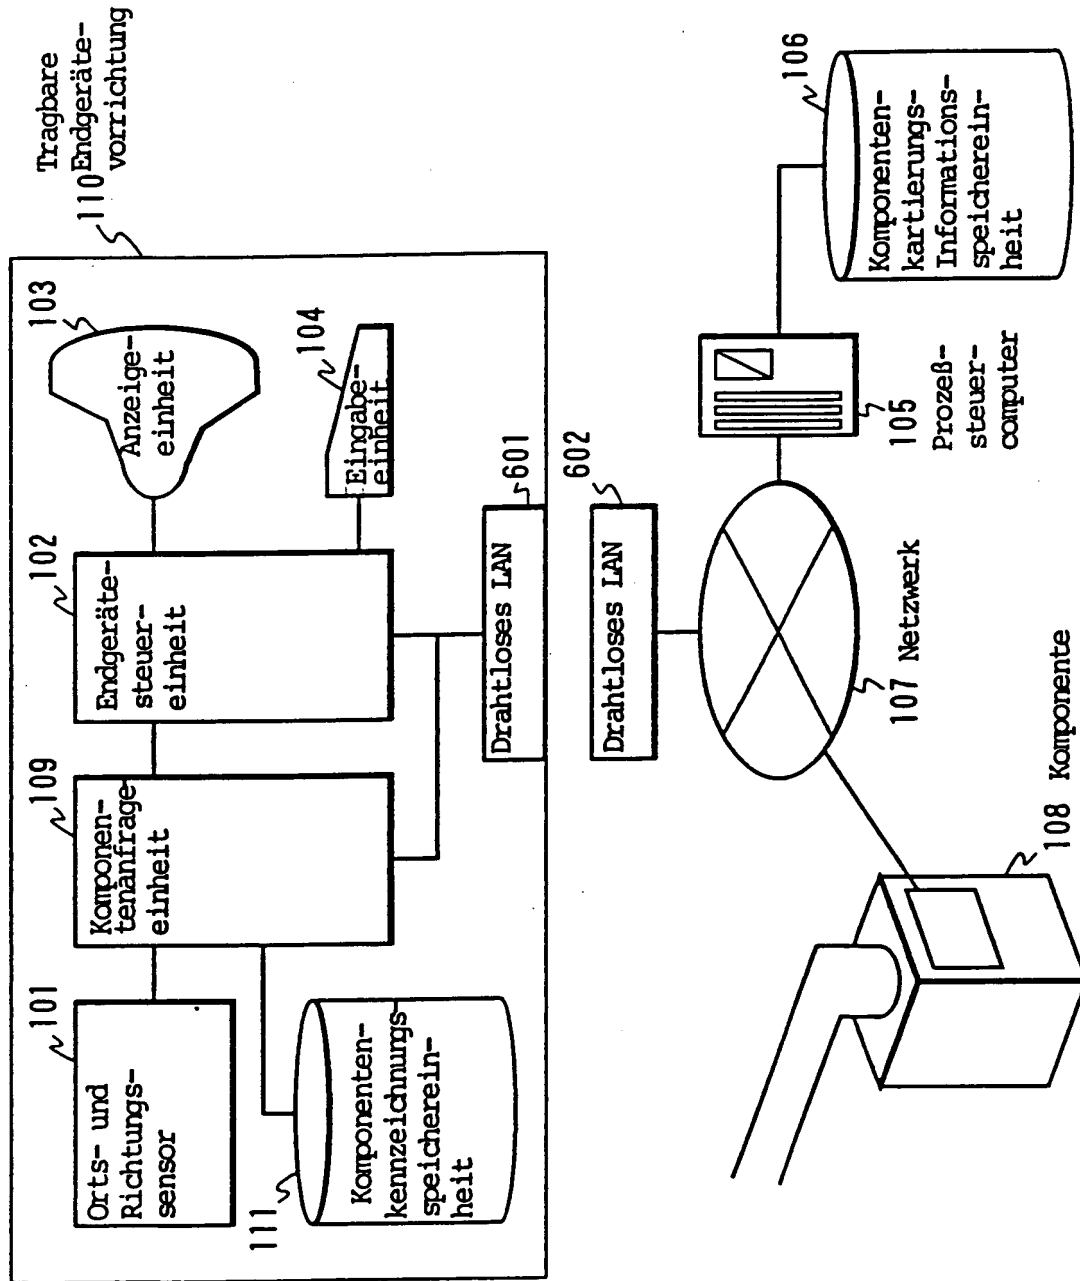 Tragbare
Endgeräte-
vorrichtung
110
101
Orts- und
Richtungs-
sensor
109
Komponen-
tenanfrage-
einheit
102
Endgeräte-
steuer-
einheit
103
Anzeige-
einheit
104
Eingabe-
einheit
111
Komponenten-
kennzeichnungs-
speicherein-
heit
Drahtloses LAN
601
Drahtloses LAN
602
107 Netzwerk
108 Komponente
105
Prozeß-
steuer-
computer
106
Komponenten-
kartierungs-
Informations-
speicherein-
heit